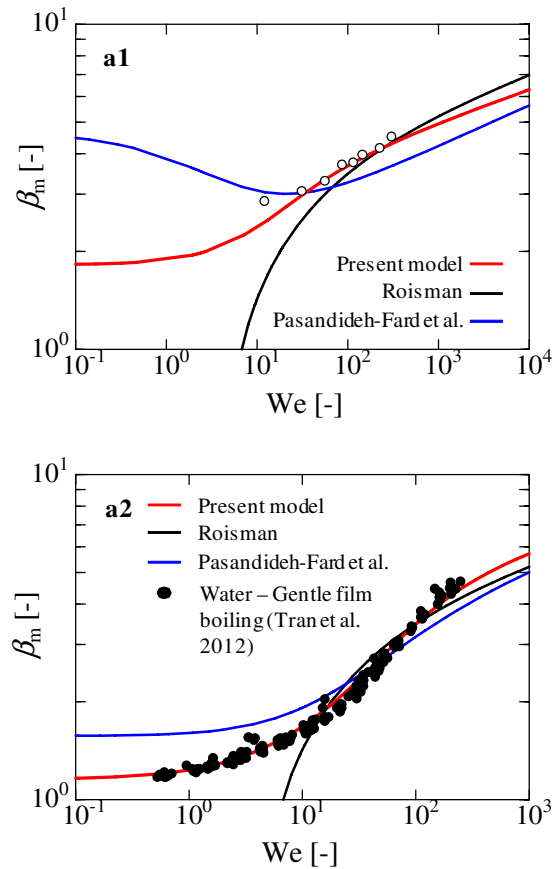 10¹
a1
β_m [-]
Present model
Roisman
Pasandideh-Fard et al.
10⁰
10⁻¹ 10⁰ 10¹ 10² 10³ 10⁴
We [-]
10¹
a2
Present model
Roisman
Pasandideh-Fard et al.
Water – Gentle film
boiling (Tran et al.
2012)
β_m [-]
10⁰
10⁻¹ 10⁰ 10¹ 10² 10³
We [-]